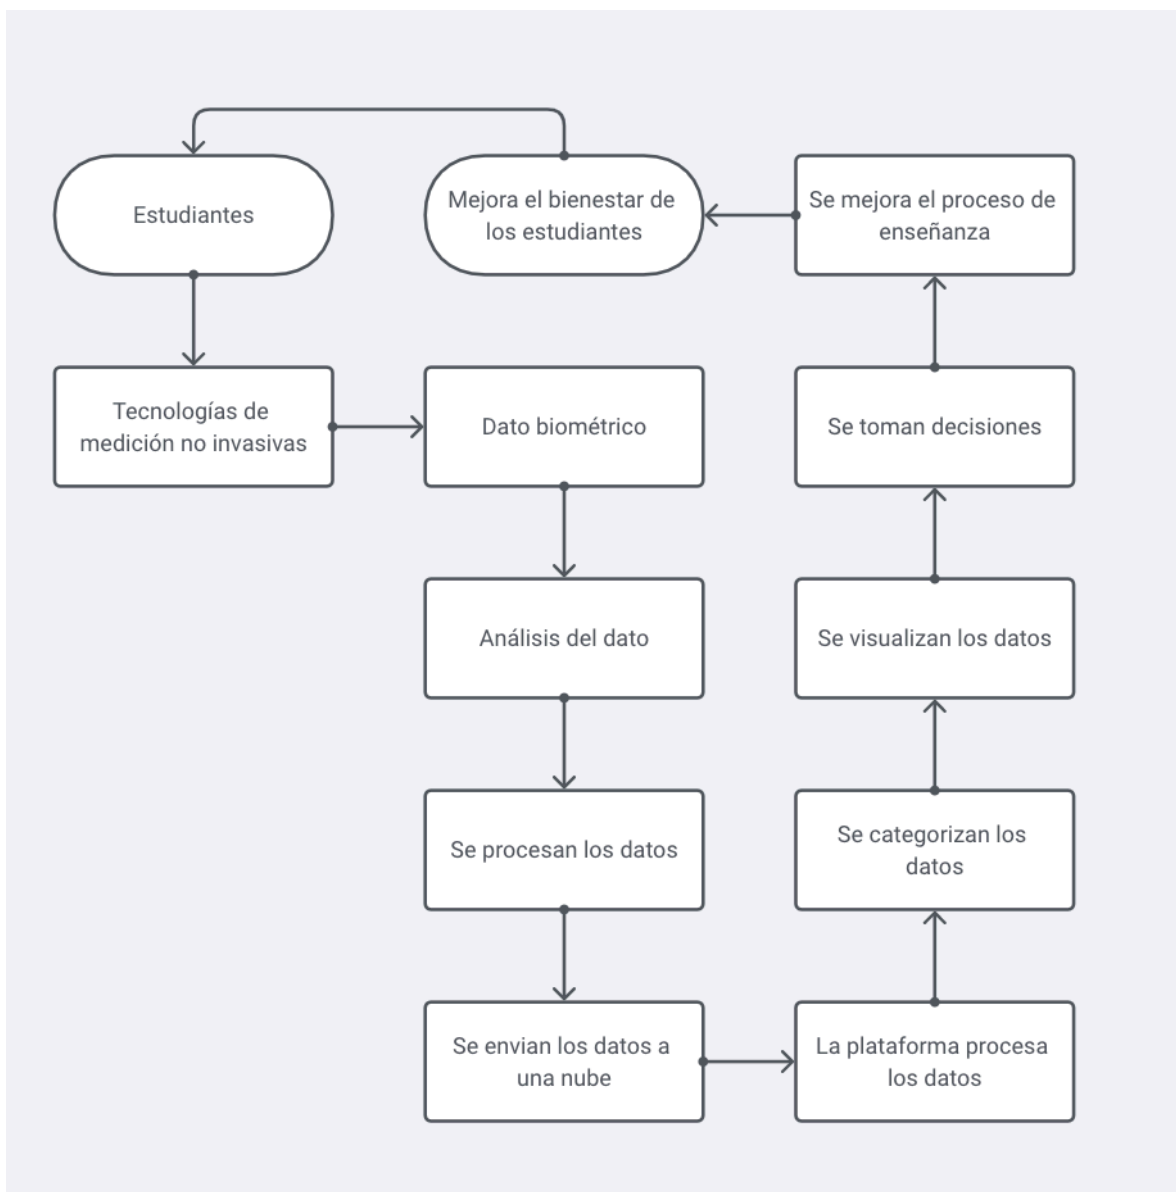 Estudiantes
Mejora el bienestar de
los estudiantes
Se mejora el proceso de
enseñanza
Tecnologías de
medición no invasivas
Dato biométrico
Se toman decisiones
Análisis del dato
Se visualizan los datos
Se procesan los datos
Se categorizan los
datos
Se envian los datos a
una nube
La plataforma procesa
los datos